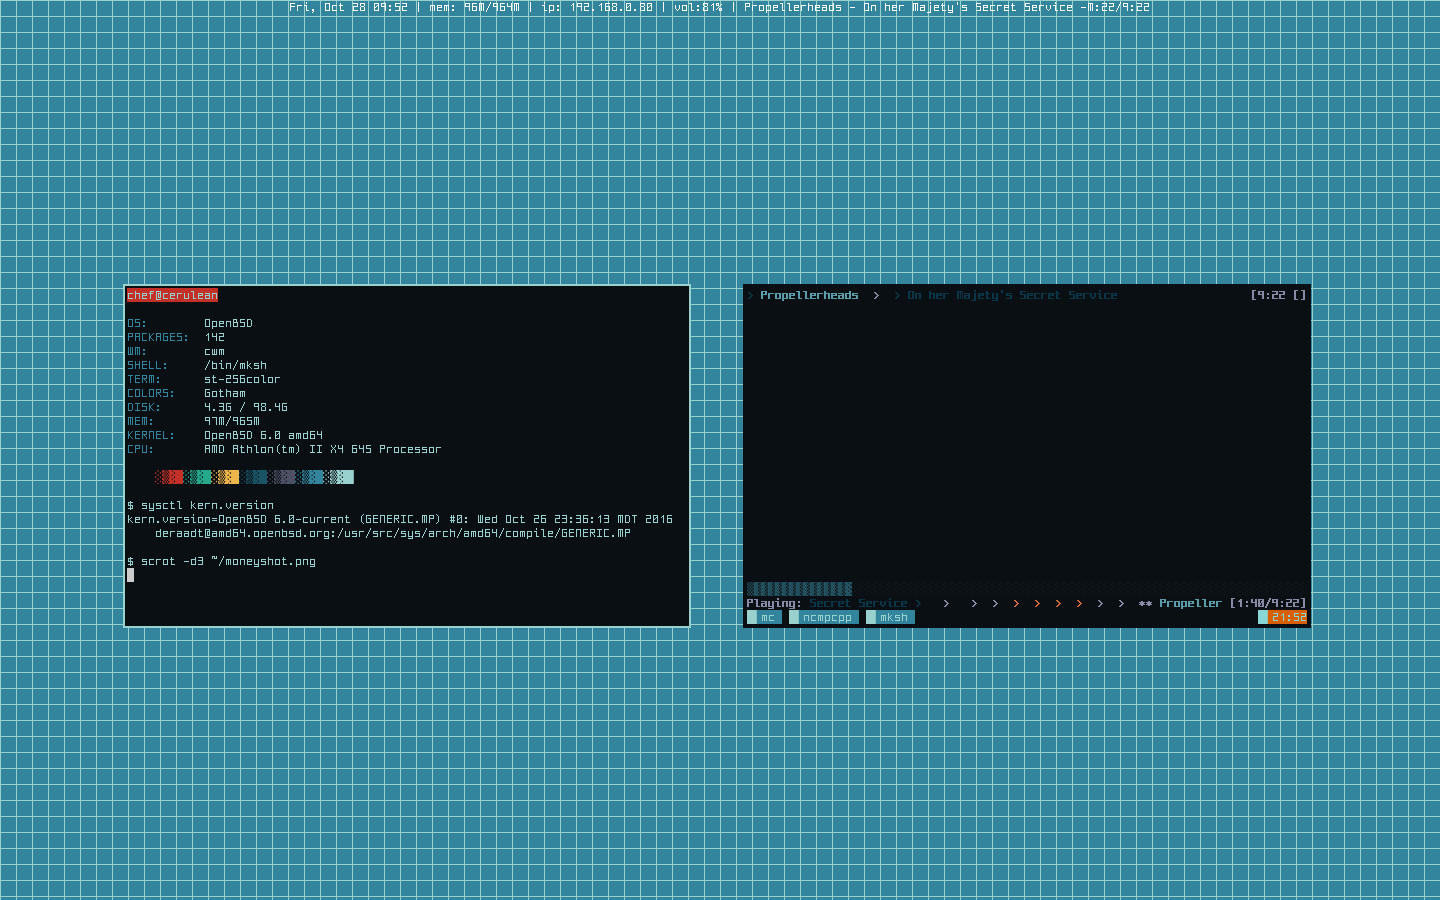 Fri, Oct 28 09:52 | mem: 96M/964M | ip: 192.168.0.80 | vol:81% | Propellerheads - On her Majety's Secret Service -M:22/9:22
chef@cerulean
OS: OpenBSD
PACKAGES: 142
WM: cwm
SHELL: /bin/mksh
TERM: st-256color
COLORS: Gotham
DISK: 4.3G / 98.4G
MEM: 97M/965M
KERNEL: OpenBSD 6.0 amd64
CPU: AMD Athlon(tm) II X4 645 Processor
$ sysctl kern.version
kern.version=OpenBSD 6.0-current (GENERIC.MP) #0: Wed Oct 26 23:36:13 MDT 2016
deraadt@amd64.openbsd.org:/usr/src/sys/arch/amd64/compile/GENERIC.MP
$ scrot -d3 ~/moneyshot.png
> Propellerheads > > On her Majety's Secret Service [9:22 []
Playing: Secret Service > > > > > > > > > > ** Propeller [1:40/9:22]
mc ncmpcpp mksh 21:52